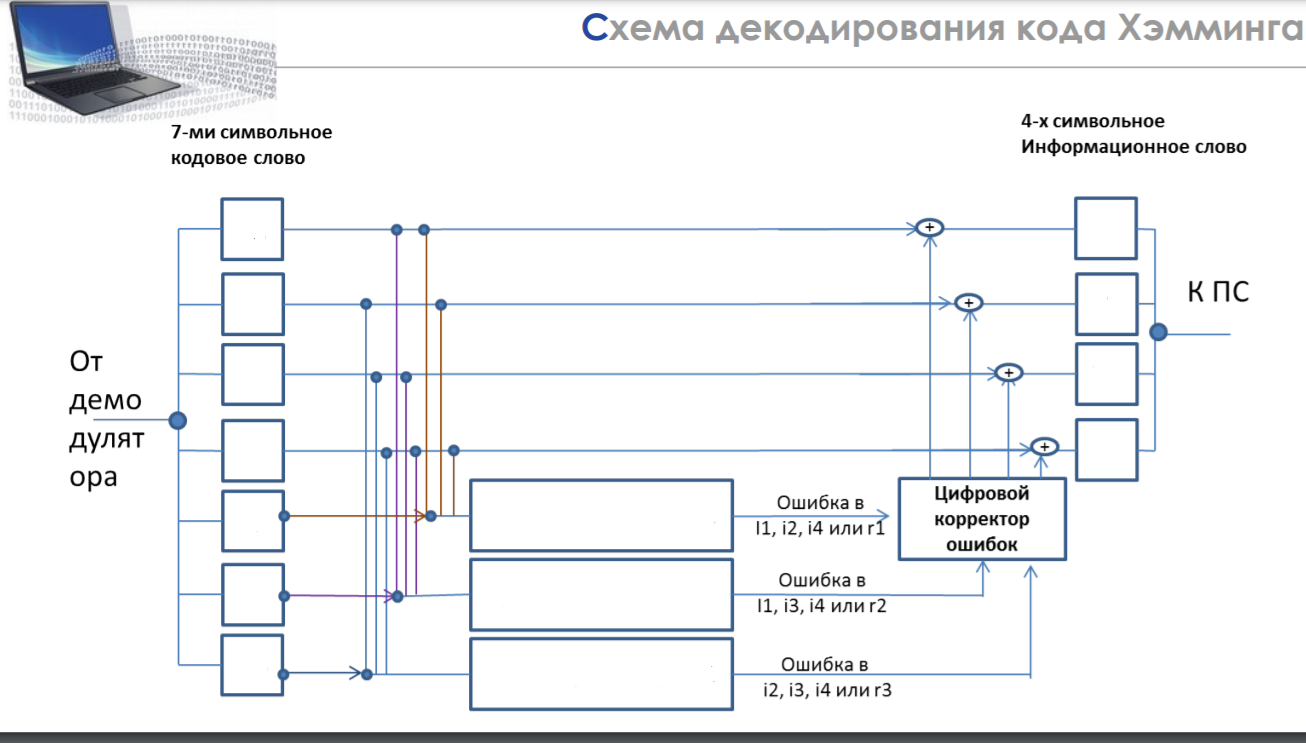 Схема декодирования кода Хэмминга
7-ми символьное
кодовое слово
4-х символьное
Информационное слово
+
+
+
+
К ПС
От
демо
дулят
ора
Цифровой
корректор
ошибок
Ошибка в
I1, i2, i4 или r1
Ошибка в
I1, i3, i4 или r2
Ошибка в
i2, i3, i4 или r3